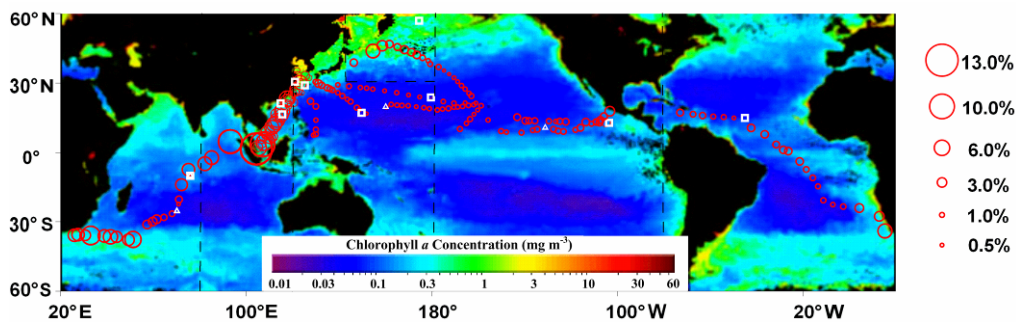 60°N
30°N
0°
30°S
60°S
20°E
100°E
180°
100°W
20°W
Chlorophyll a Concentration (mg m⁻³)
0.01 0.03 0.1 0.3 1 3 10 30 60
13.0%
10.0%
6.0%
3.0%
1.0%
0.5%